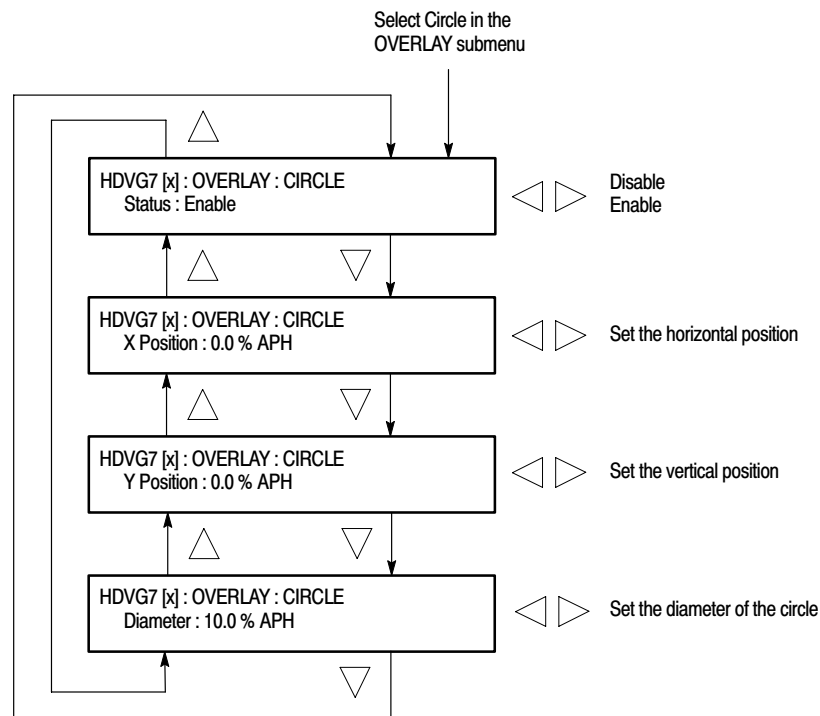 Select Circle in the
OVERLAY submenu
HDVG7 [x] : OVERLAY : CIRCLE
Status : Enable
Disable
Enable
HDVG7 [x] : OVERLAY : CIRCLE
X Position : 0.0 % APH
Set the horizontal position
HDVG7 [x] : OVERLAY : CIRCLE
Y Position : 0.0 % APH
Set the vertical position
HDVG7 [x] : OVERLAY : CIRCLE
Diameter : 10.0 % APH
Set the diameter of the circle